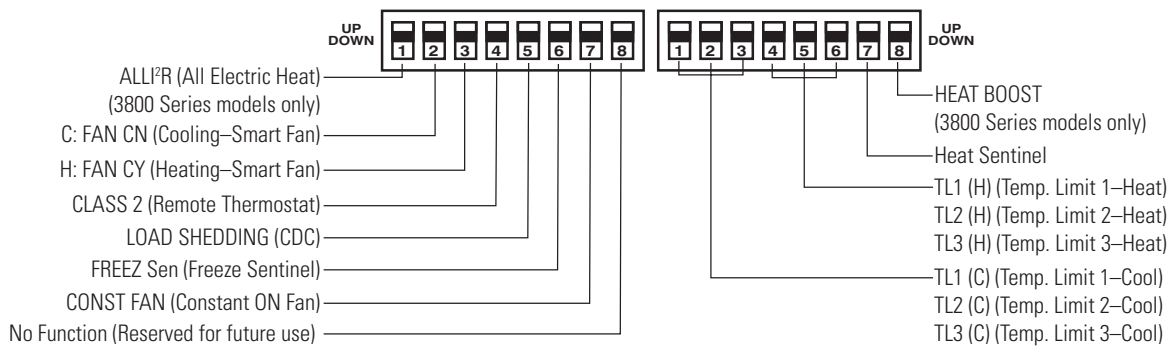 UP
DOWN
1 2 3 4 5 6 7 8
1 2 3 4 5 6 7 8
UP
DOWN
ALLI²R (All Electric Heat)
(3800 Series models only)
C: FAN CN (Cooling–Smart Fan)
H: FAN CY (Heating–Smart Fan)
CLASS 2 (Remote Thermostat)
LOAD SHEDDING (CDC)
FREEZ Sen (Freeze Sentinel)
CONST FAN (Constant ON Fan)
No Function (Reserved for future use)
HEAT BOOST
(3800 Series models only)
Heat Sentinel
TL1 (H) (Temp. Limit 1–Heat)
TL2 (H) (Temp. Limit 2–Heat)
TL3 (H) (Temp. Limit 3–Heat)
TL1 (C) (Temp. Limit 1–Cool)
TL2 (C) (Temp. Limit 2–Cool)
TL3 (C) (Temp. Limit 3–Cool)